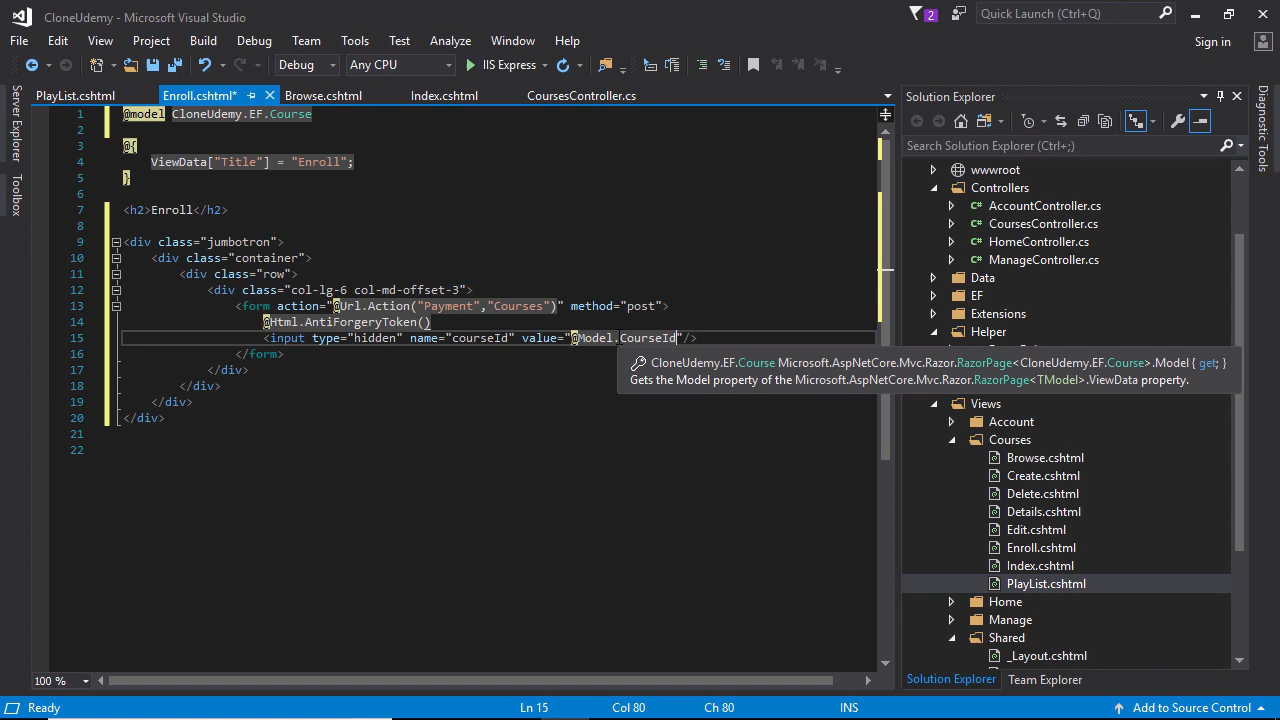 CloneUdemy - Microsoft Visual Studio
2
Quick Launch (Ctrl+Q)
File Edit View Project Build Debug Team Tools Test Analyze Window Help
Sign in
Debug Any CPU IIS Express
Server Explorer
Toolbox
PlayList.cshtml Enroll.cshtml* Browse.cshtml Index.cshtml CoursesController.cs
1 @model CloneUdemy.EF.Course
2
3 @{
4 ViewData["Title"] = "Enroll";
5 }
6
7 <h2>Enroll</h2>
8
9 <div class="jumbotron">
10 <div class="container">
11 <div class="row">
12 <div class="col-lg-6 col-md-offset-3">
13 <form action="@Url.Action("Payment","Courses")" method="post">
14 @Html.AntiForgeryToken()
15 <input type="hidden" name="courseId" value="@Model.CourseId"/>
16 </form>
17 </div>
18 </div>
19 </div>
20 </div>
21
22
CloneUdemy.EF.Course Microsoft.AspNetCore.Mvc.Razor.RazorPage<CloneUdemy.EF.Course>.Model { get; }
Gets the Model property of the Microsoft.AspNetCore.Mvc.Razor.RazorPage<TModel>.ViewData property.
100 %
Solution Explorer
Search Solution Explorer (Ctrl+;)
wwwroot
Controllers
C# AccountController.cs
C# CoursesController.cs
C# HomeController.cs
C# ManageController.cs
Data
EF
Extensions
Helper
Views
Account
Courses
Browse.cshtml
Create.cshtml
Delete.cshtml
Details.cshtml
Edit.cshtml
Enroll.cshtml
Index.cshtml
PlayList.cshtml
Home
Manage
Shared
_Layout.cshtml
Solution Explorer Team Explorer
Diagnostic Tools
Ready Ln 15 Col 80 Ch 80 INS Add to Source Control